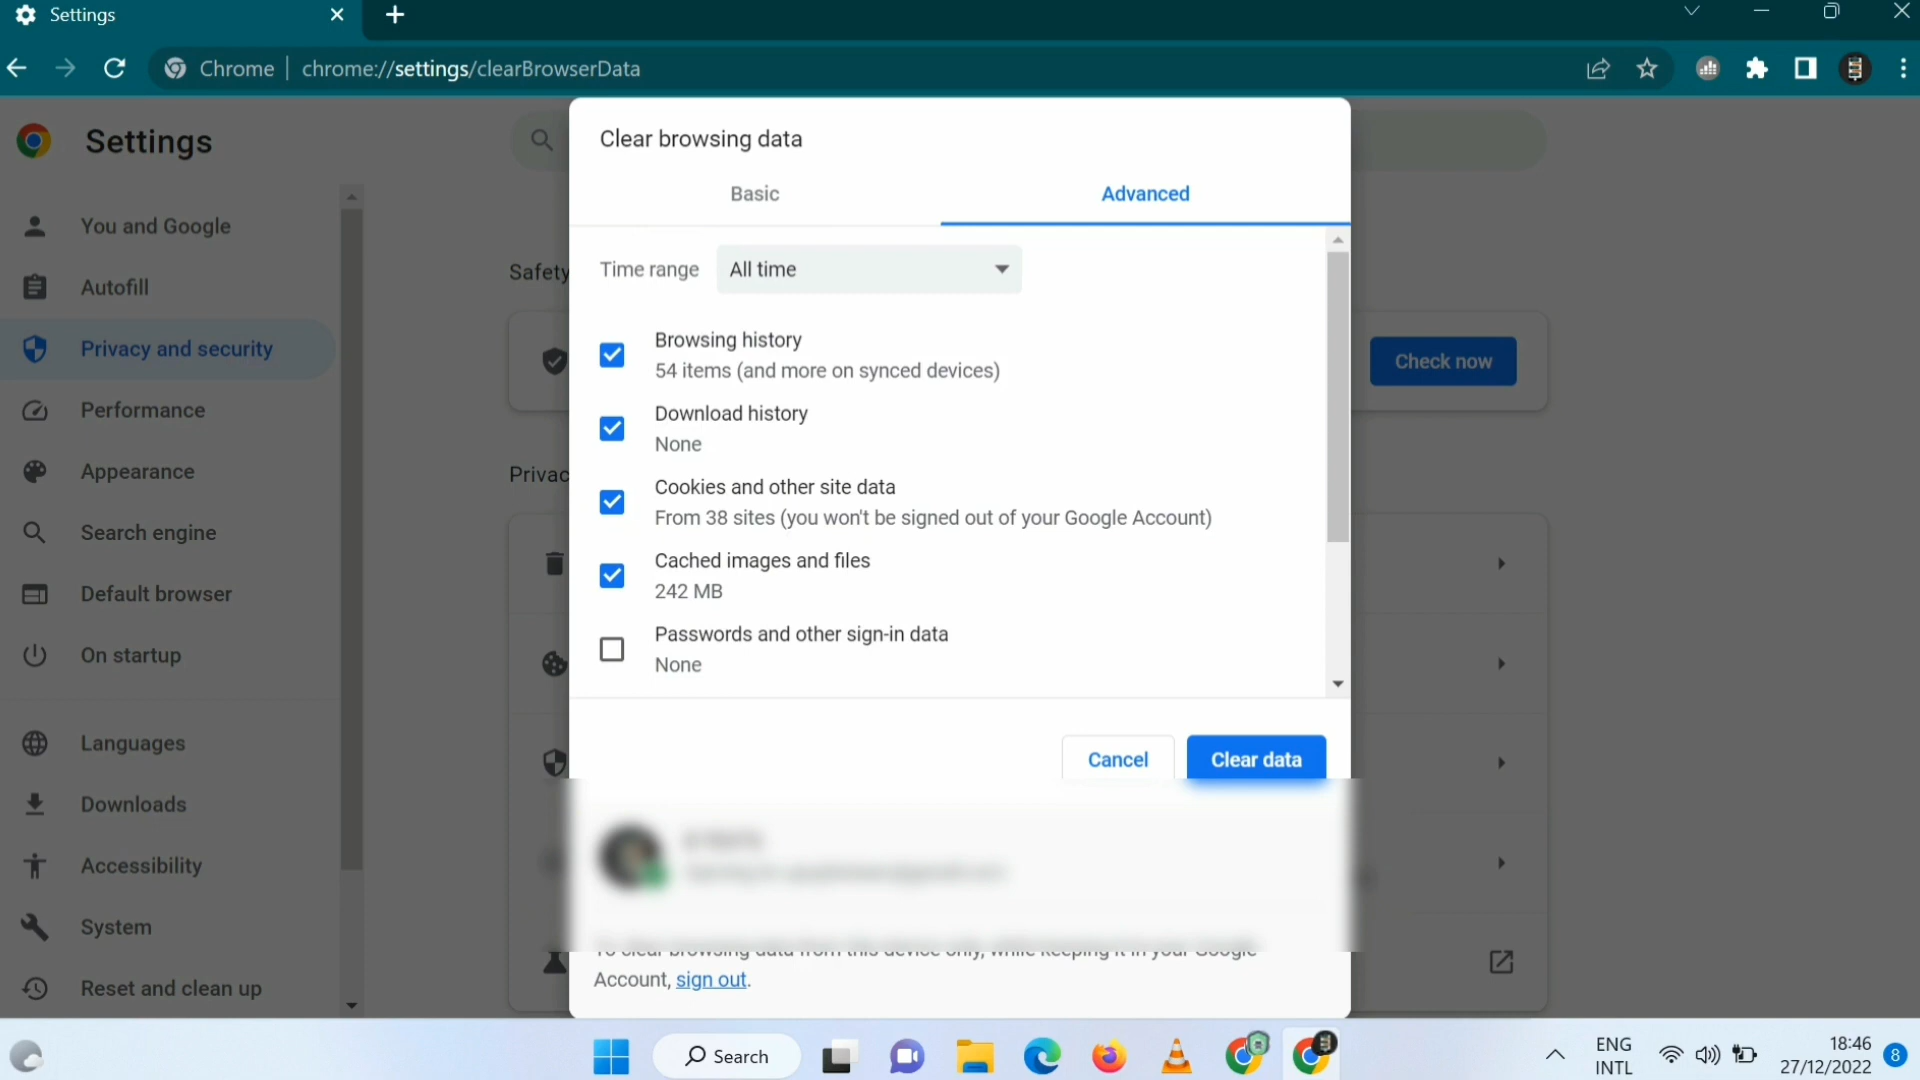 Settings
Chrome
chrome://settings/clearBrowserData
Settings
You and Google
Autofill
Privacy and security
Performance
Appearance
Search engine
Default browser
On startup
Languages
Downloads
Accessibility
System
Reset and clean up
Safety
Check now
Privac
Clear browsing data
Basic
Advanced
Time range
All time
Browsing history
54 items (and more on synced devices)
Download history
None
Cookies and other site data
From 38 sites (you won't be signed out of your Google Account)
Cached images and files
242 MB
Passwords and other sign-in data
None
Cancel
Clear data
To clear browsing data from this device only, while keeping it in your Google
Account, sign out.
Search
ENG
INTL
18:46
27/12/2022
8